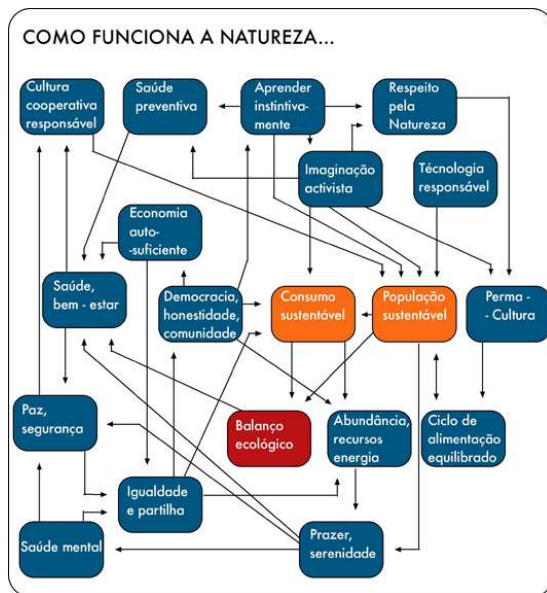 COMO FUNCIONA A NATUREZA...
Cultura
cooperativa
responsável
Saúde
preventiva
Aprender
instintiva-
mente
Respeito
pela
Natureza
Imaginação
activista
Técnologia
responsável
Economia
auto-
-suficiente
Saúde,
bem - estar
Democracia,
honestidade,
comunidade
Consumo
sustentável
População
sustentável
Perma -
- Cultura
Paz,
segurança
Balanço
ecológico
Abundância,
recursos
energia
Ciclo de
alimentação
equilibrado
Igualdade
e partilha
Saúde mental
Prazer,
serenidade